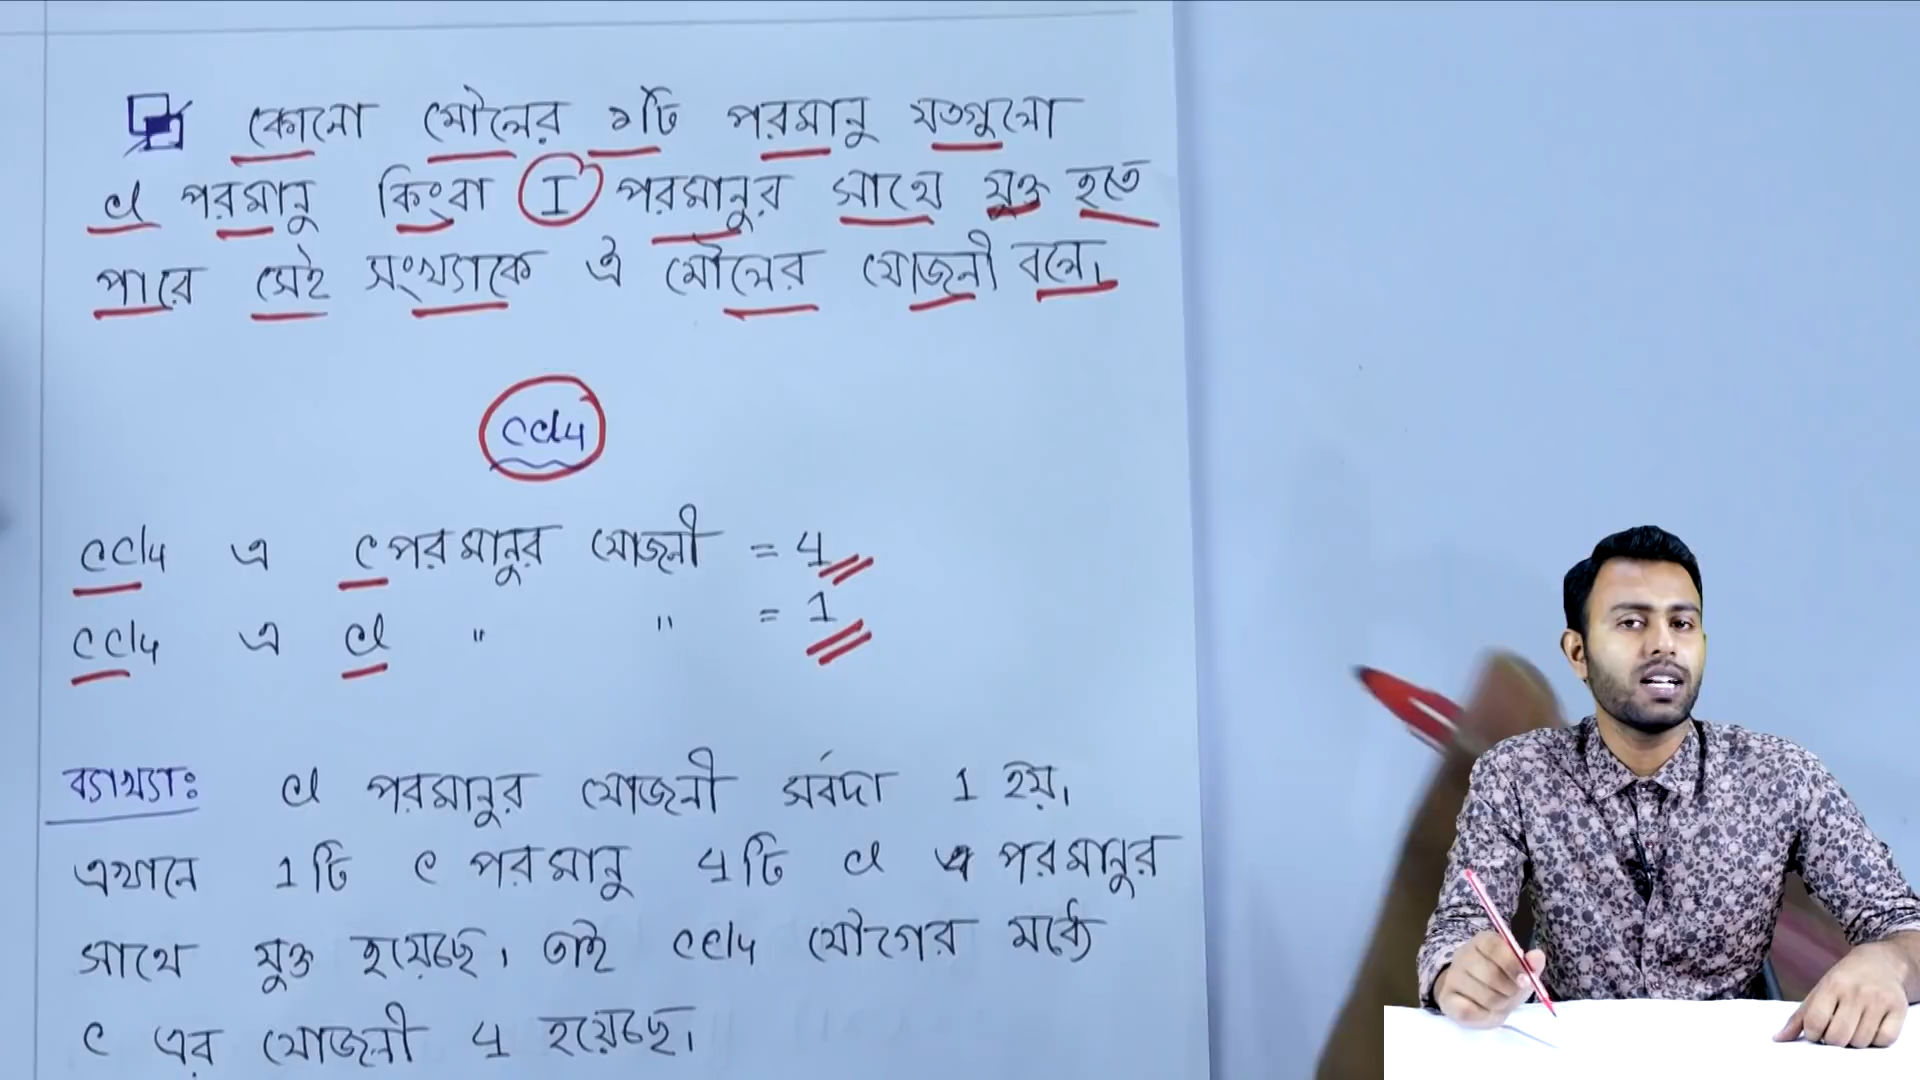 কোনো মৌলের ১টি পরমানু যতগুলো
Cl পরমানু কিংবা I পরমানুর সাথে যুক্ত হতে
পারে সেই সংখ্যাকে ঐ মৌলের যোজনী বলে।
CCl4
CCl4 এ C পরমানুর যোজনী = 4
CCl4 এ Cl " " = 1
ব্যাখ্যাঃ Cl পরমানুর যোজনী সর্বদা 1 হয়।
এখানে 1টি C পরমানু 4টি Cl পরমানুর
সাথে যুক্ত হয়েছে। তাই CCl4 যৌগের মধ্যে
C এর যোজনী 4 হয়েছে।